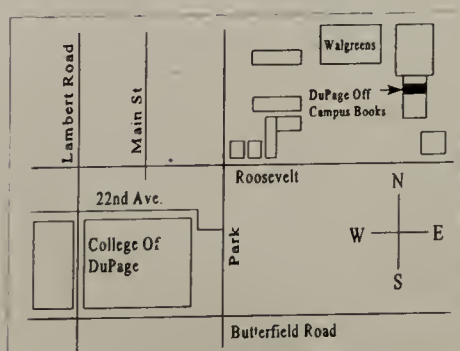 Walgreens
DuPage Off
Campus Books
Lambert Road
Main St
Roosevelt
N
22nd Ave.
College Of
DuPage
Park
W
E
S
Butterfield Road